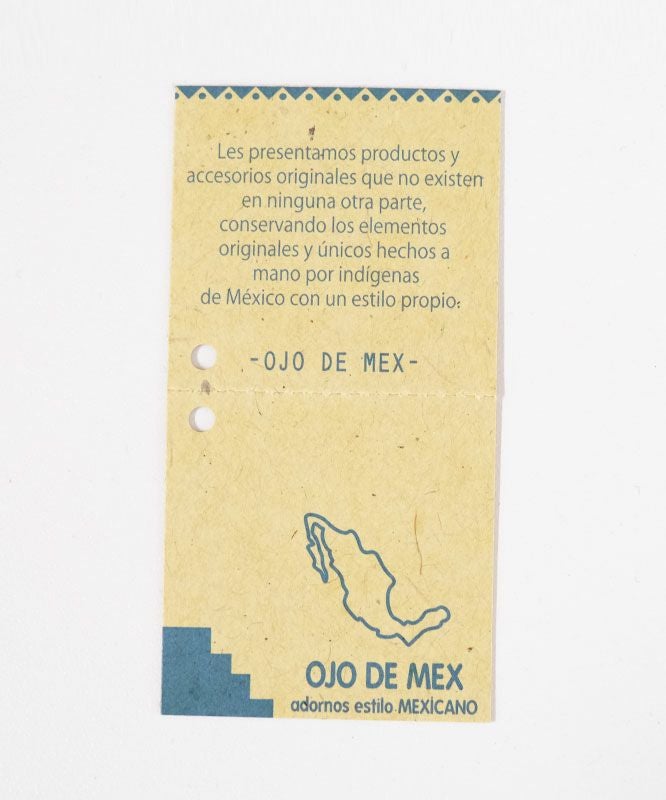 Les presentamos productos y
accesorios originales que no existen
en ninguna otra parte,
conservando los elementos
originales y únicos hechos a
mano por indígenas
de México con un estilo propio.
-OJO DE MEX-
OJO DE MEX
adornos estilo MEXICANO